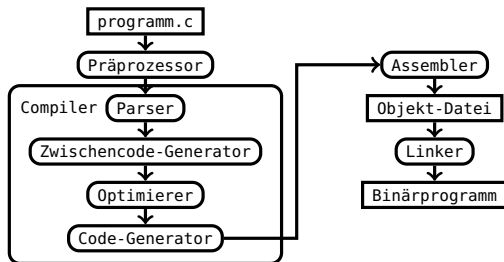 programm.c
Präprozessor
Compiler
Parser
Zwischencode-Generator
Optimierer
Code-Generator
Assembler
Objekt-Datei
Linker
Binärprogramm